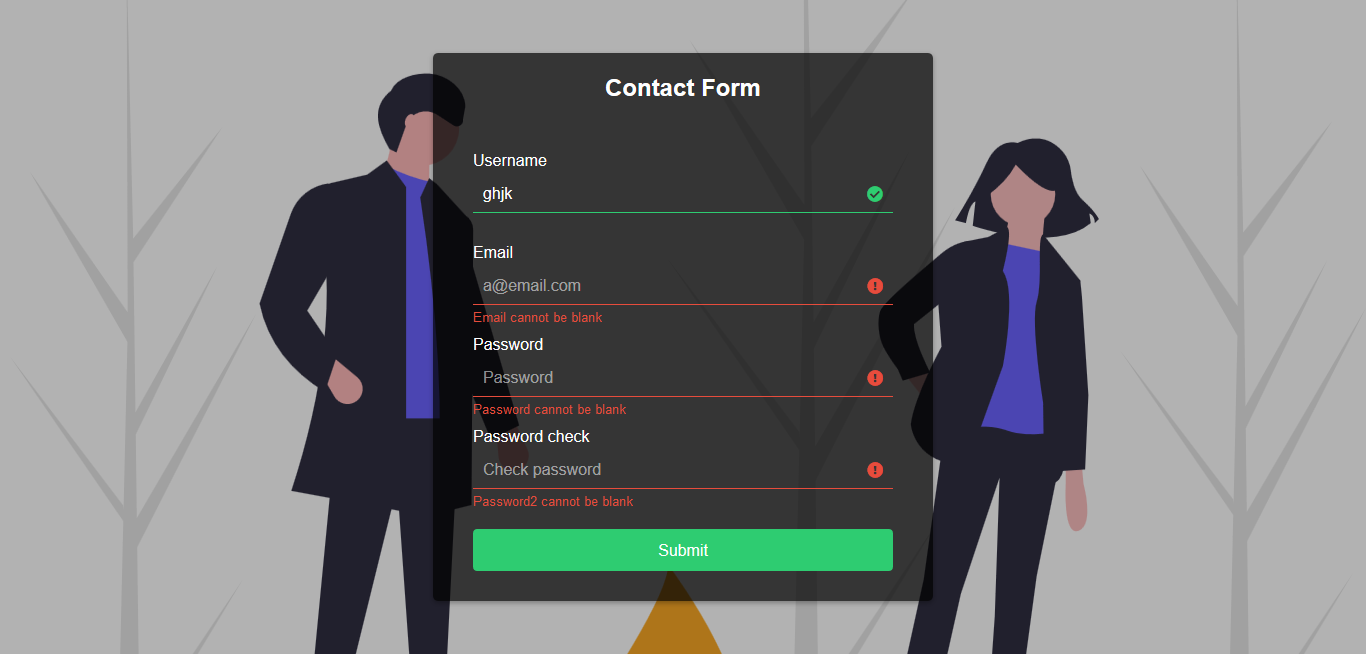 Contact Form
Username
ghjk
Email
a@email.com
Email cannot be blank
Password
Password
Password cannot be blank
Password check
Check password
Password2 cannot be blank
Submit